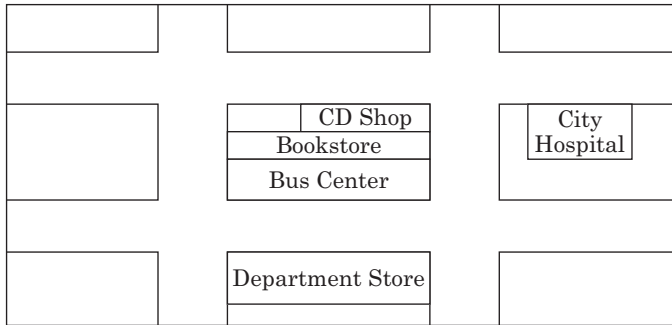 CD Shop
Bookstore
Bus Center
City
Hospital
Department Store